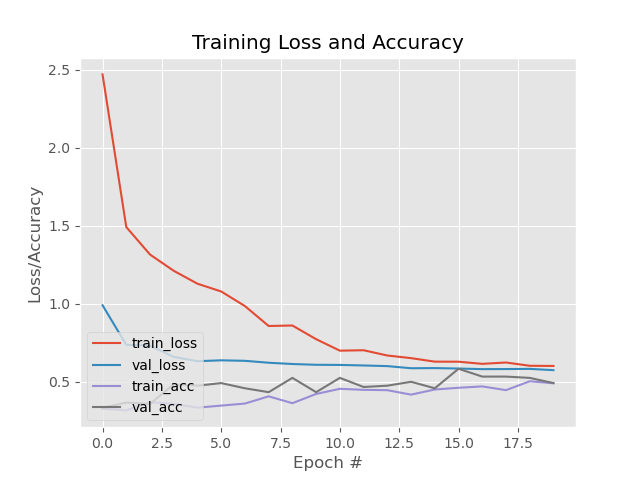 Training Loss and Accuracy
2.5
2.0
1.5
1.0
0.5
Loss/Accuracy
train_loss
val_loss
train_acc
val_acc
0.0 2.5 5.0 7.5 10.0 12.5 15.0 17.5
Epoch #